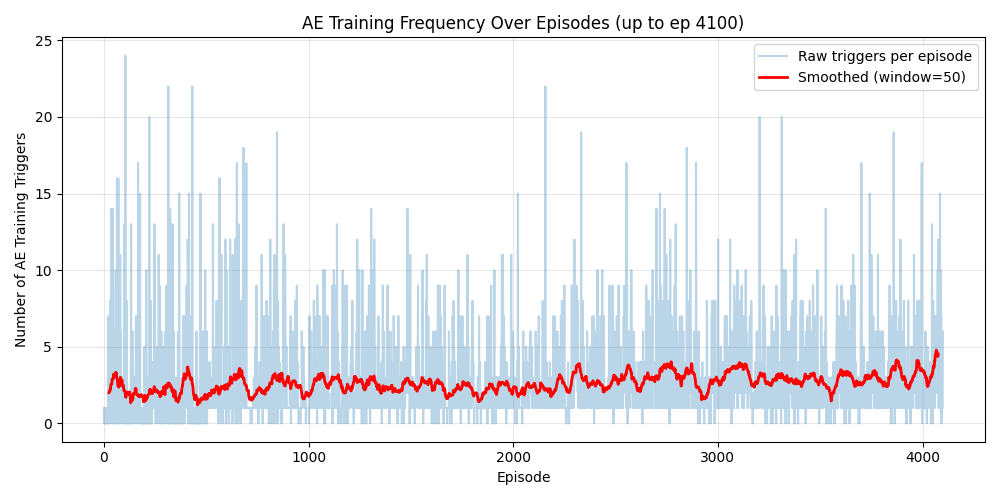 AE Training Frequency Over Episodes (up to ep 4100)
Raw triggers per episode
Smoothed (window=50)
Number of AE Training Triggers
25
20
15
10
5
0
0 1000 2000 3000 4000
Episode